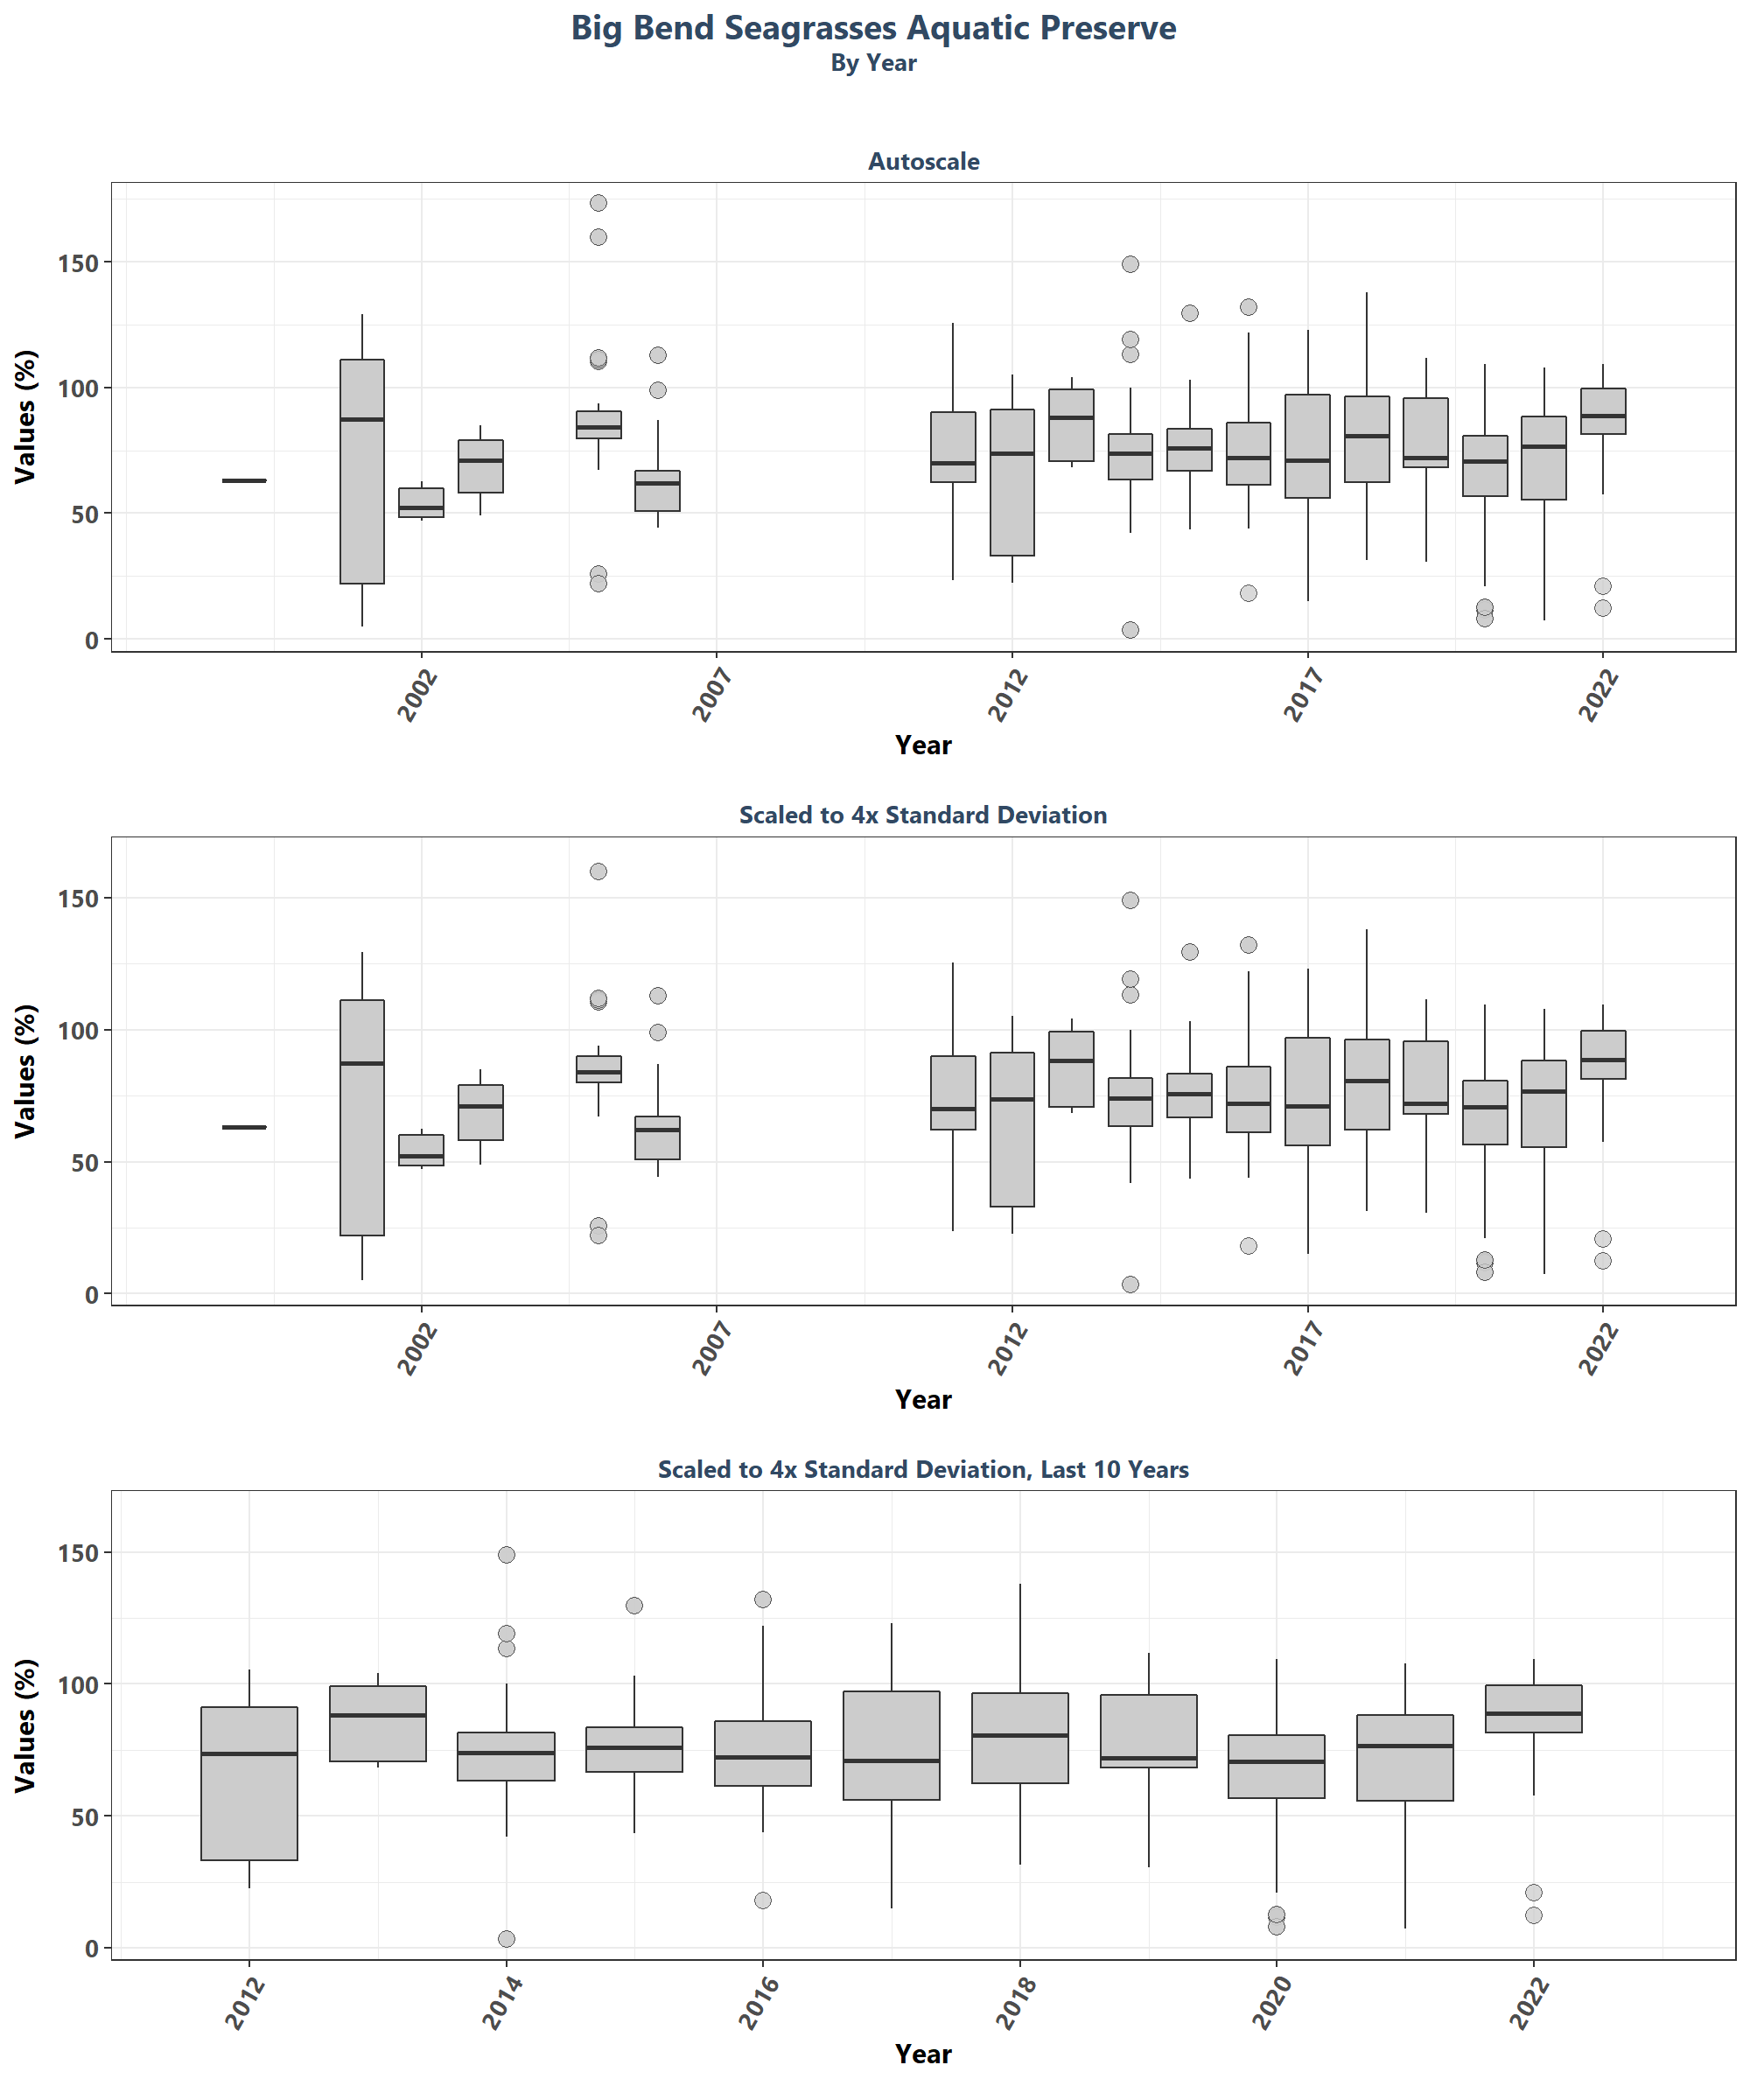 Big Bend Seagrasses Aquatic Preserve
By Year
Autoscale
Values (%)
150
100
50
0
2002
2007
2012
2017
2022
Year
Scaled to 4x Standard Deviation
Values (%)
150
100
50
0
2002
2007
2012
2017
2022
Year
Scaled to 4x Standard Deviation, Last 10 Years
Values (%)
150
100
50
0
2012
2014
2016
2018
2020
2022
Year